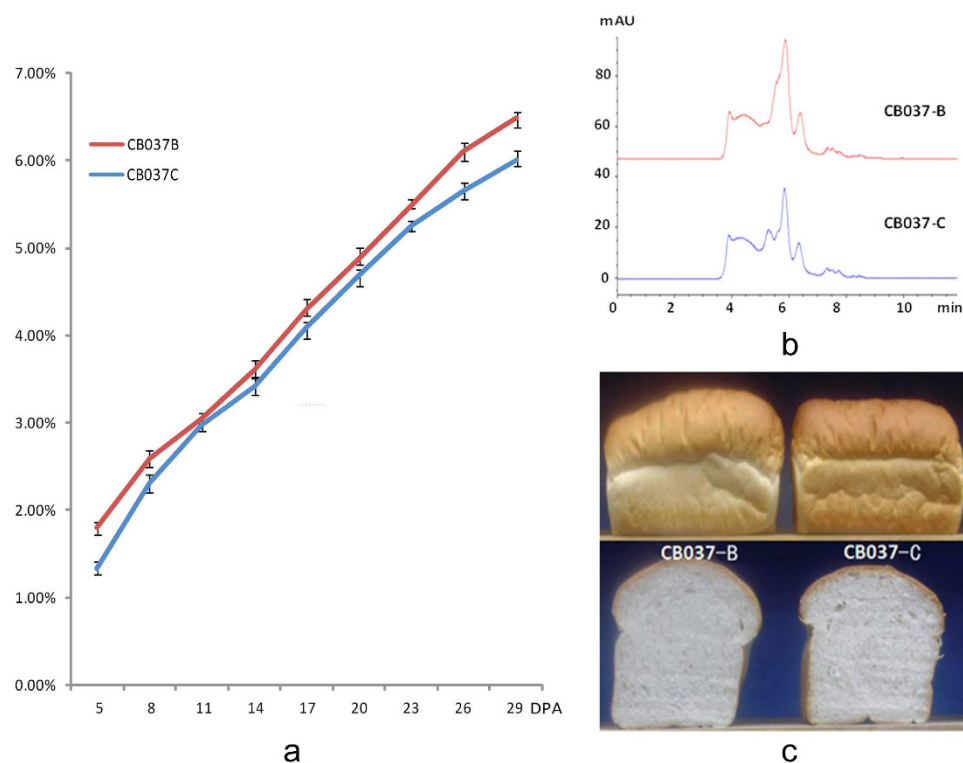 7.00%
6.00%
5.00%
4.00%
3.00%
2.00%
1.00%
0.00%
CB037B
CB037C
5 8 11 14 17 20 23 26 29 DPA
a
mAU
80
60
40
20
0
CB037-B
CB037-C
0 2 4 6 8 10 min
b
CB037-B CB037-C
c